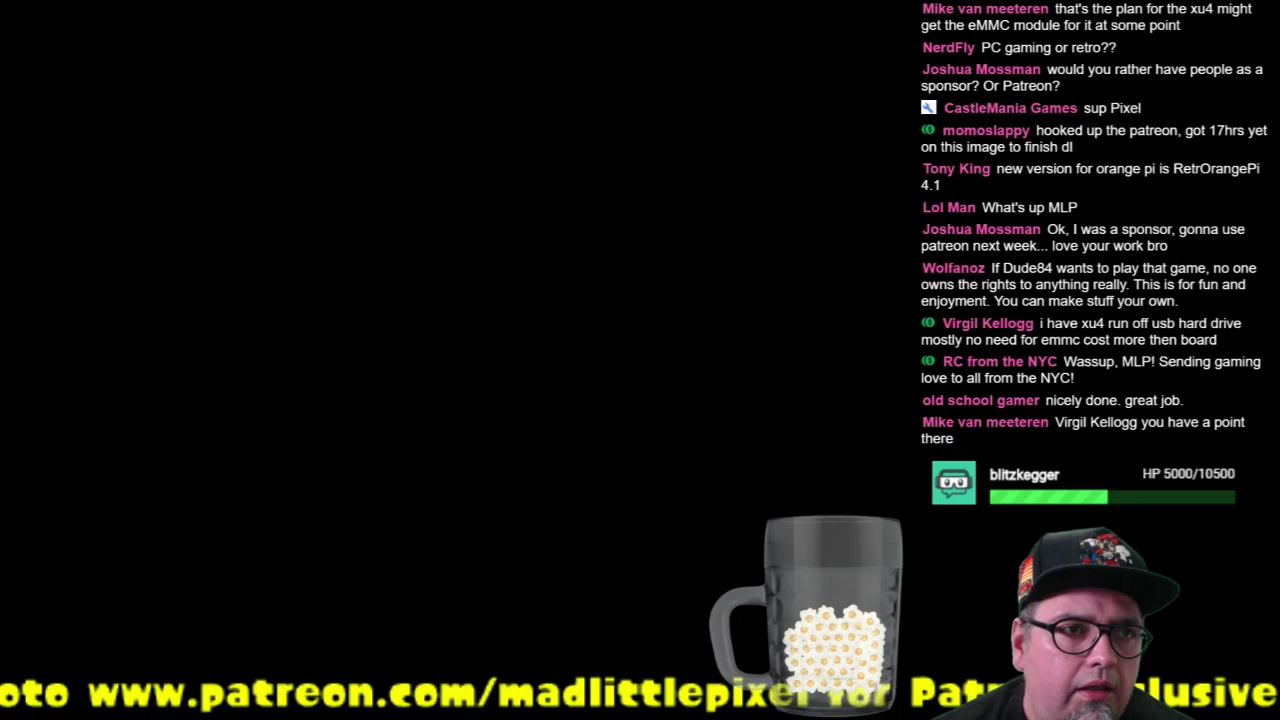 Mike van meeteren that's the plan for the xu4 might
get the eMMC module for it at some point
NerdFly PC gaming or retro??
Joshua Mossman would you rather have people as a
sponsor? Or Patreon?
CastleMania Games sup Pixel
momoslappy hooked up the patreon, got 17hrs yet
on this image to finish dl
Tony King new version for orange pi is RetrOrangePi
4.1
Lol Man What's up MLP
Joshua Mossman Ok, I was a sponsor, gonna use
patreon next week... love your work bro
Wolfanoz If Dude84 wants to play that game, no one
owns the rights to anything really. This is for fun and
enjoyment. You can make stuff your own.
Virgil Kellogg i have xu4 run off usb hard drive
mostly no need for emmc cost more then board
RC from the NYC Wassup, MLP! Sending gaming
love to all from the NYC!
old school gamer nicely done. great job.
Mike van meeteren Virgil Kellogg you have a point
there
blitzkegger HP 5000/10500
oto www.patreon.com/madlittlepixel for Pat clusive